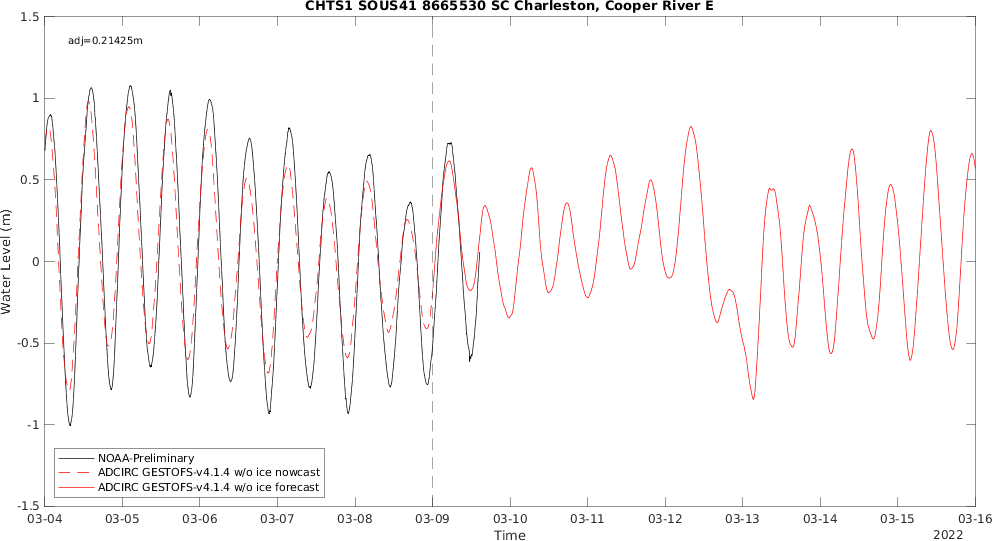 CHTS1 SOUS41 8665530 SC Charleston, Cooper River E
adj=0.21425m
1.5
1
0.5
0
-0.5
-1
-1.5
Water Level (m)
NOAA-Preliminary
ADCIRC GESTOFS-v4.1.4 w/o ice nowcast
ADCIRC GESTOFS-v4.1.4 w/o ice forecast
03-04 03-05 03-06 03-07 03-08 03-09 03-10 03-11 03-12 03-13 03-14 03-15 03-16
Time
2022